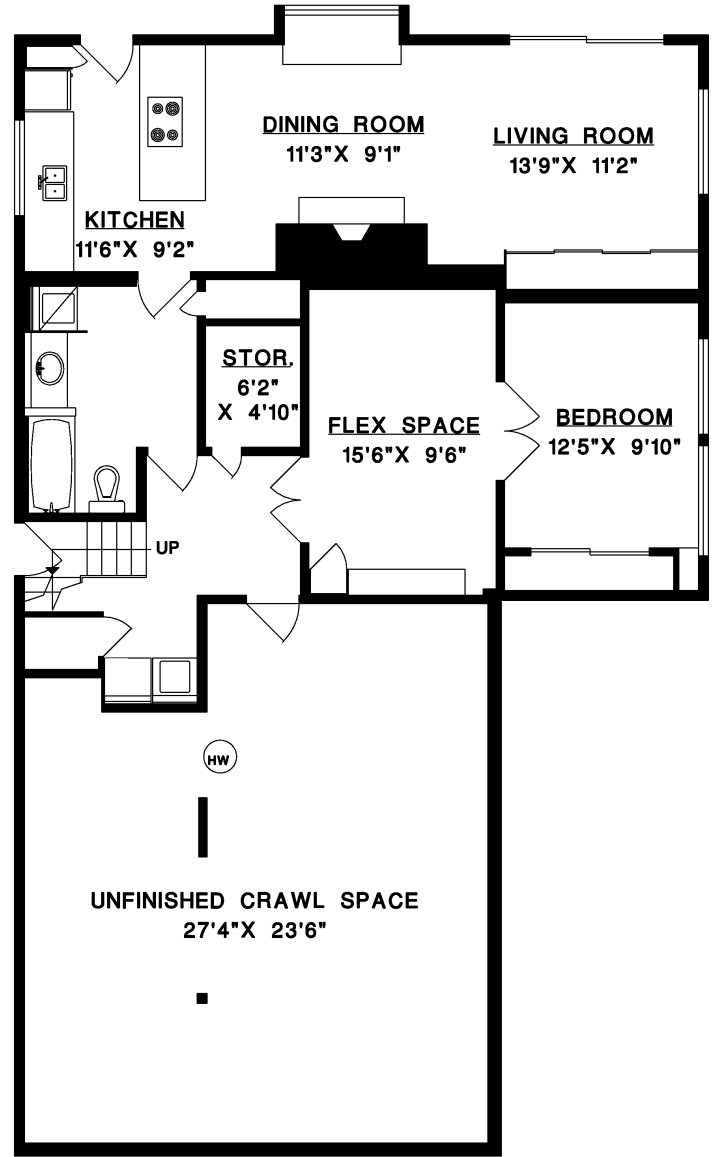 DINING ROOM
11'3"X 9'1"
LIVING ROOM
13'9"X 11'2"
KITCHEN
11'6"X 9'2"
STOR.
6'2"
X 4'10"
FLEX SPACE
15'6"X 9'6"
BEDROOM
12'5"X 9'10"
UP
HW
UNFINISHED CRAWL SPACE
27'4"X 23'6"